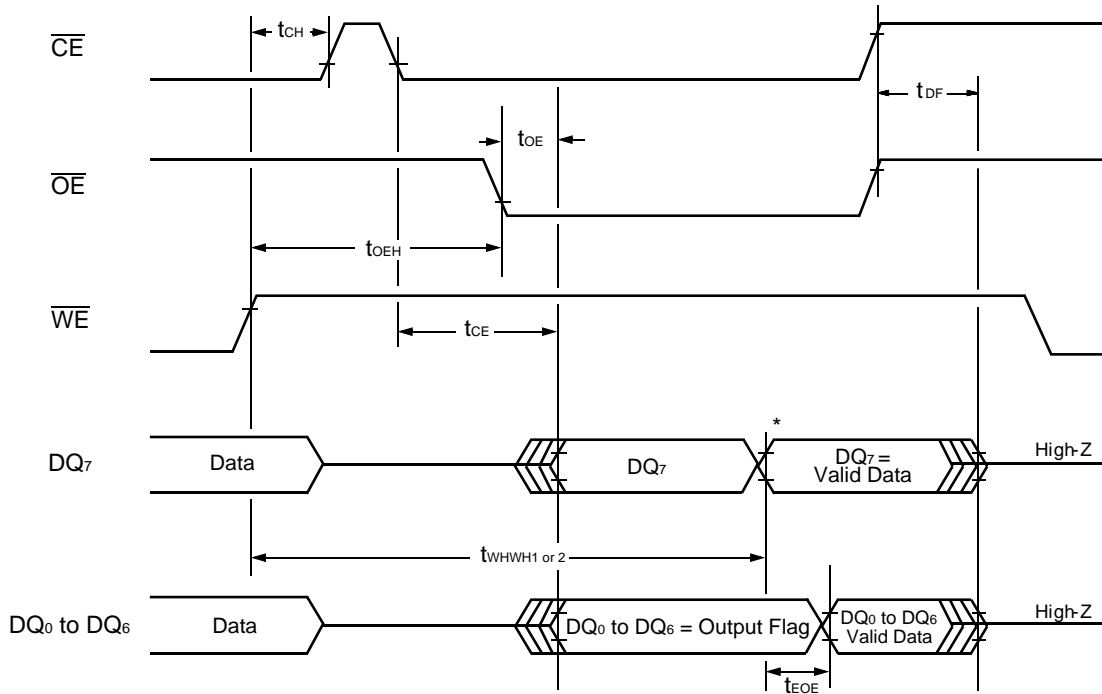 CE
tCH
tDF
OE
tOE
tOEH
WE
tCE
*
DQ7
Data
DQ7
DQ7 =
Valid Data
High-Z
tWHWH1 or 2
DQ0 to DQ6
Data
DQ0 to DQ6 = Output Flag
DQ0 to DQ6
Valid Data
High-Z
tEOE